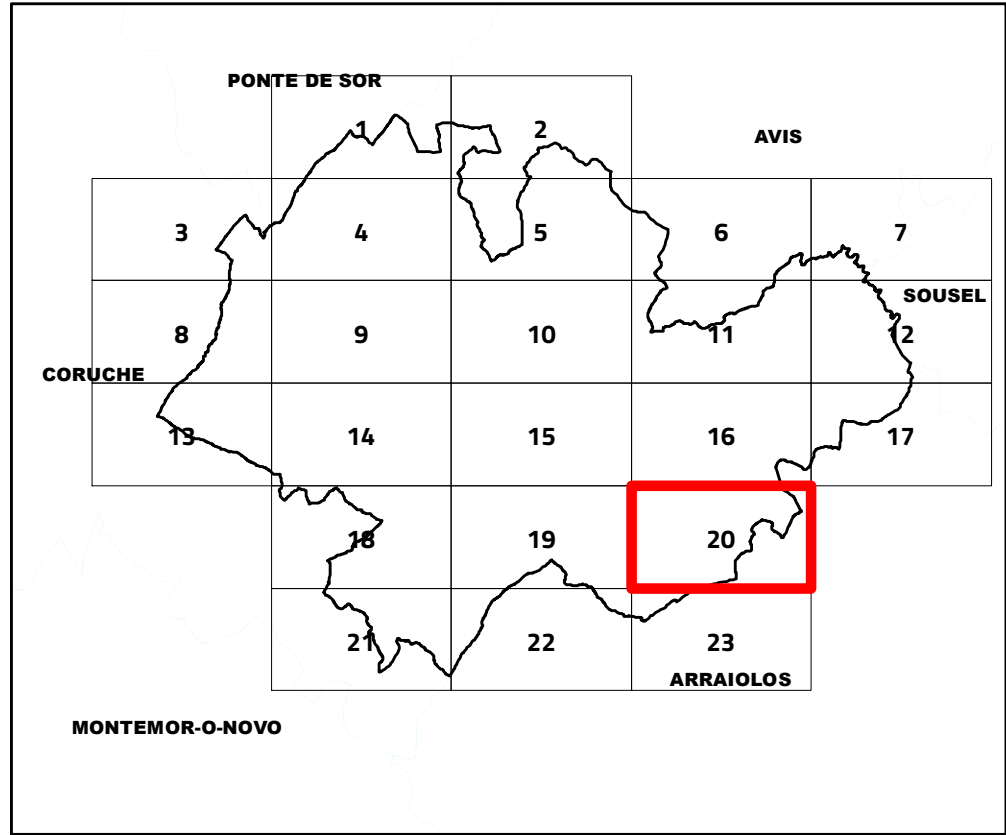 PONTE DE SOR
1 2
AVIS
3 4 5 6 7
SOUSEL
8 9 10 11 12
CORUCHE
13 14 15 16 17
18 19 20
21 22 23
ARRAIOLOS
MONTEMOR-O-NOVO